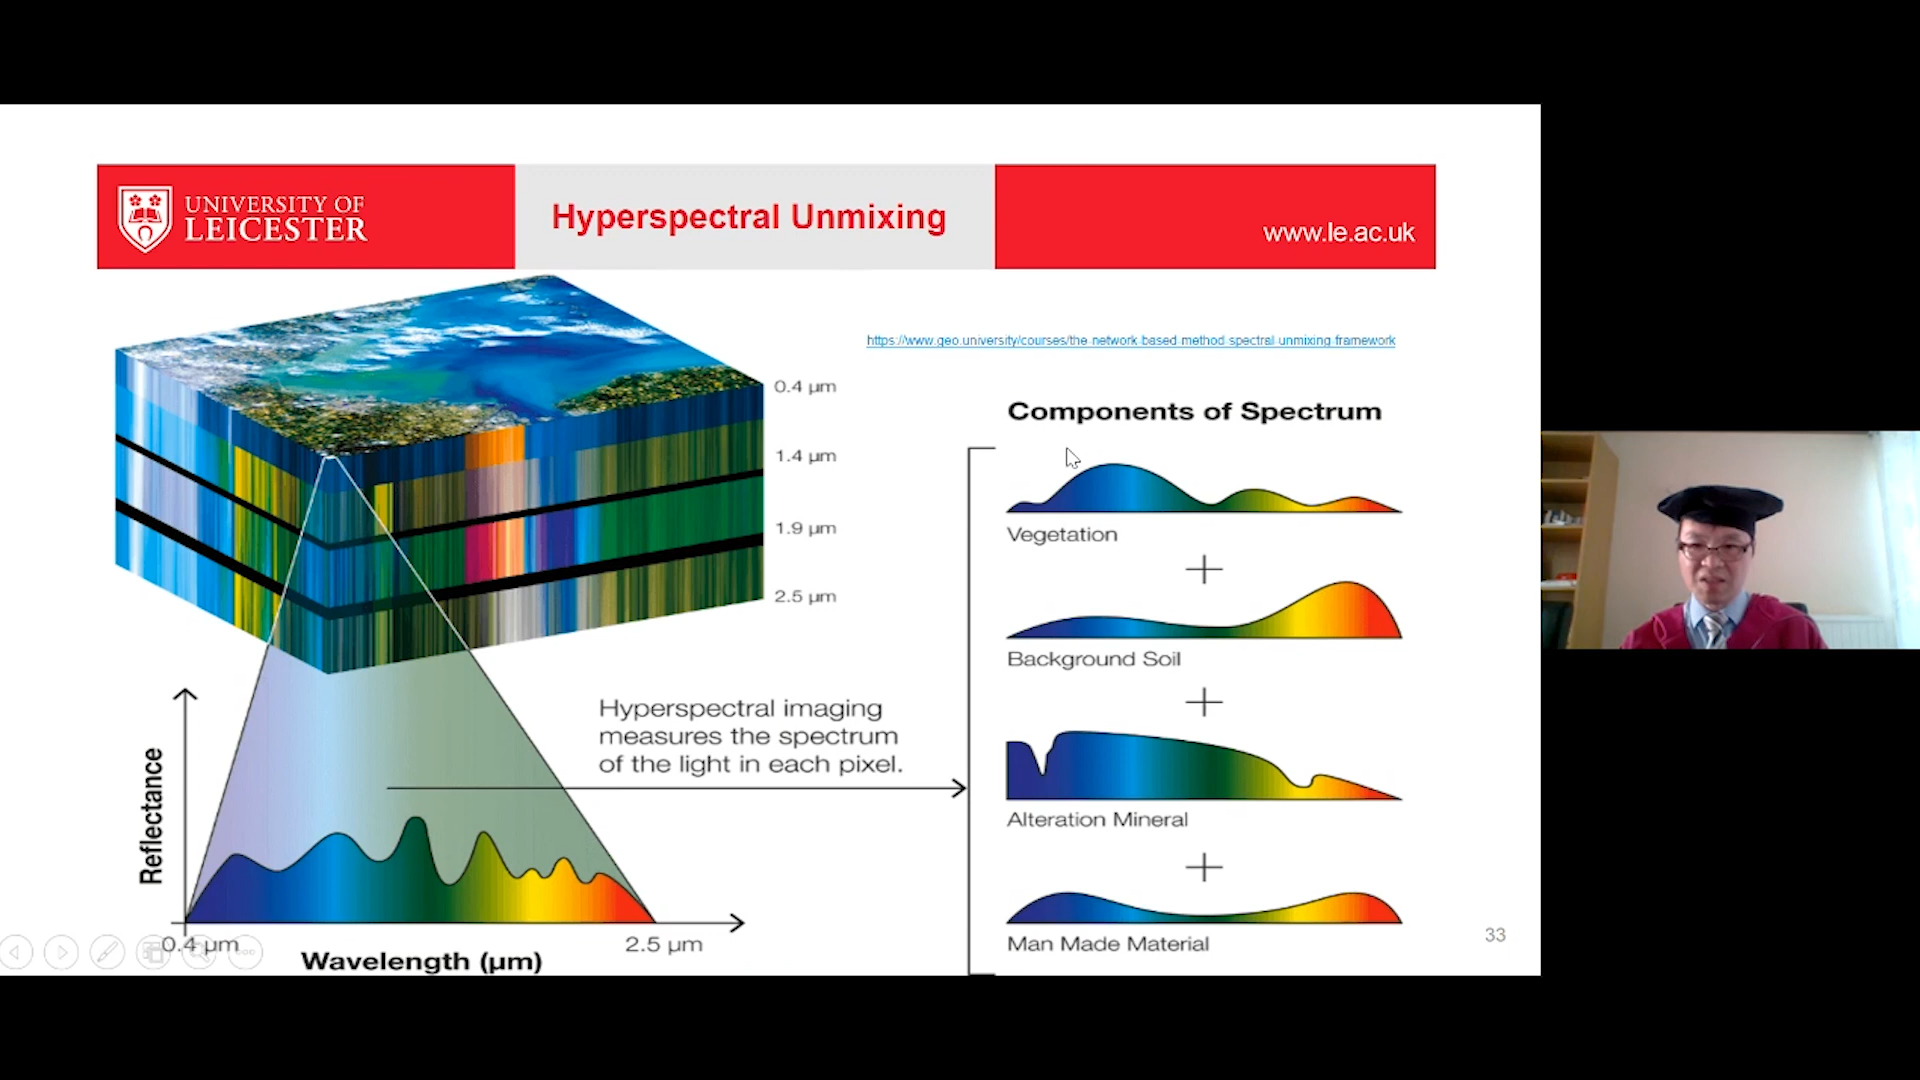 UNIVERSITY OF
LEICESTER
Hyperspectral Unmixing
www.le.ac.uk
https://www.geo.university/courses/the-network-based-method-spectral-unmixing-framework
0.4 µm
1.4 µm
1.9 µm
2.5 µm
Components of Spectrum
Vegetation
+
Background Soil
+
Alteration Mineral
+
Man Made Material
Hyperspectral imaging
measures the spectrum
of the light in each pixel.
Reflectance
0.4 µm
2.5 µm
Wavelength (µm)
33